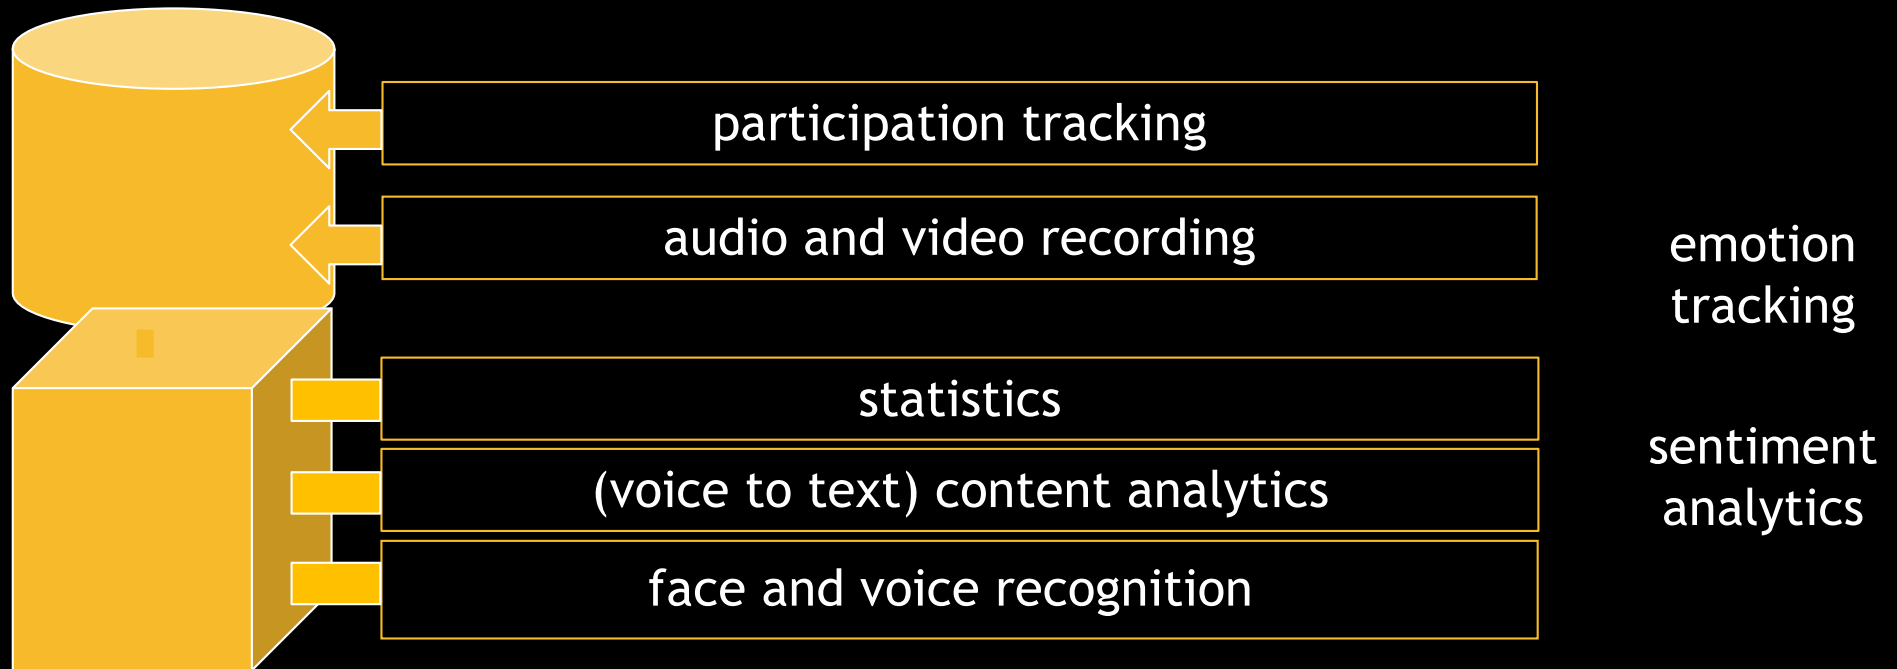 participation tracking
audio and video recording
emotion
tracking
statistics
(voice to text) content analytics
sentiment
analytics
face and voice recognition